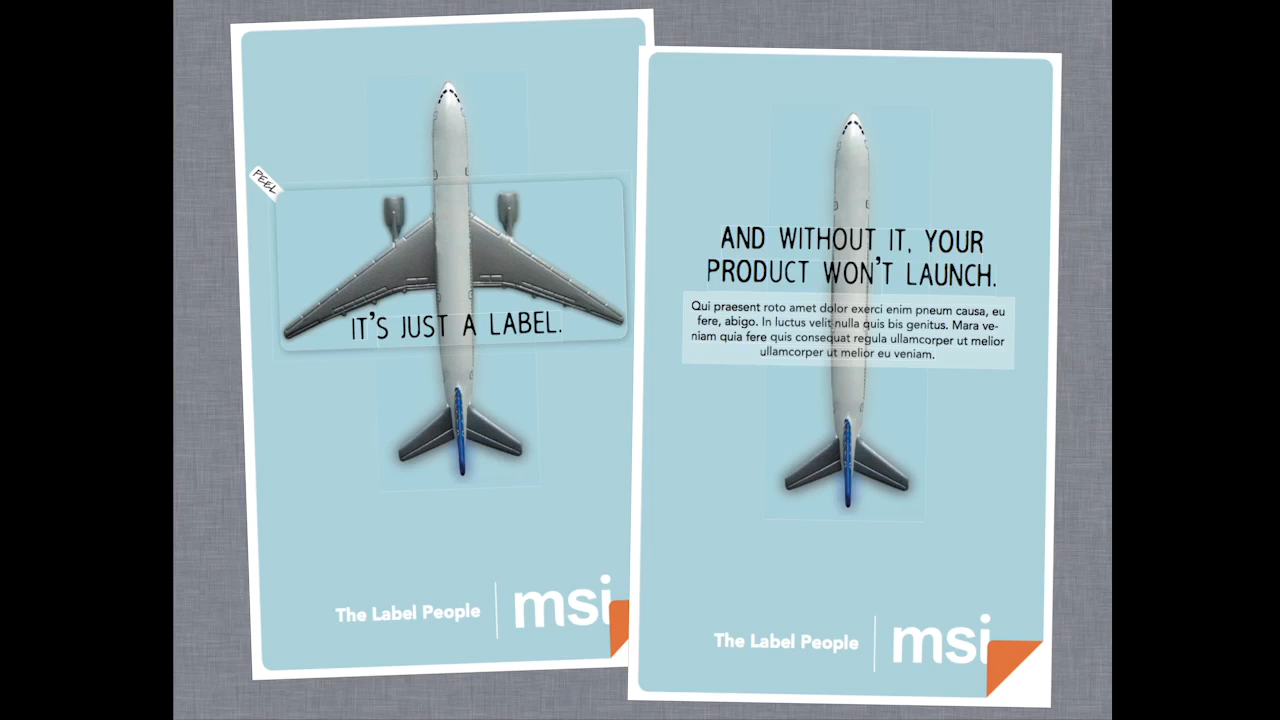 PEEL
IT'S JUST A LABEL.
The Label People
msi
AND WITHOUT IT, YOUR
PRODUCT WON'T LAUNCH.
Qui praesent roto amet dolor exerci enim pneum causa, eu
fere, abigo. In luctus velit nulla quis bis genitus. Mara ve-
niam quia fere quis consequat regula ullamcorper ut melior
ullamcorper ut melior eu veniam.
The Label People
msi